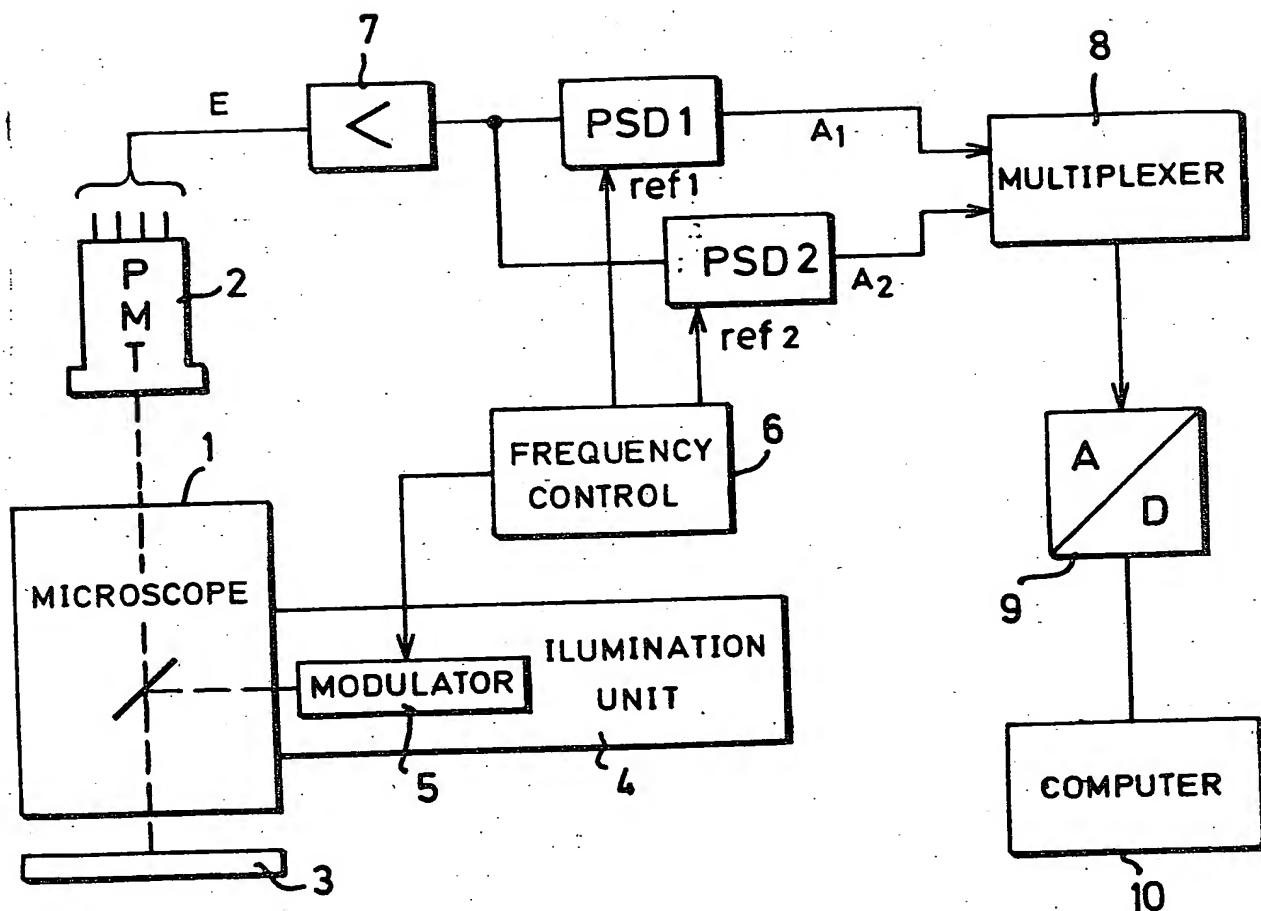 7
8
E
<
PSD1
A1
MULTIPLEXER
ref1
PMT
2
PSD2
A2
ref2
1
FREQUENCY
CONTROL
6
A
D
9
MICROSCOPE
ILUMINATION
UNIT
MODULATOR
5
4
COMPUTER
3
10